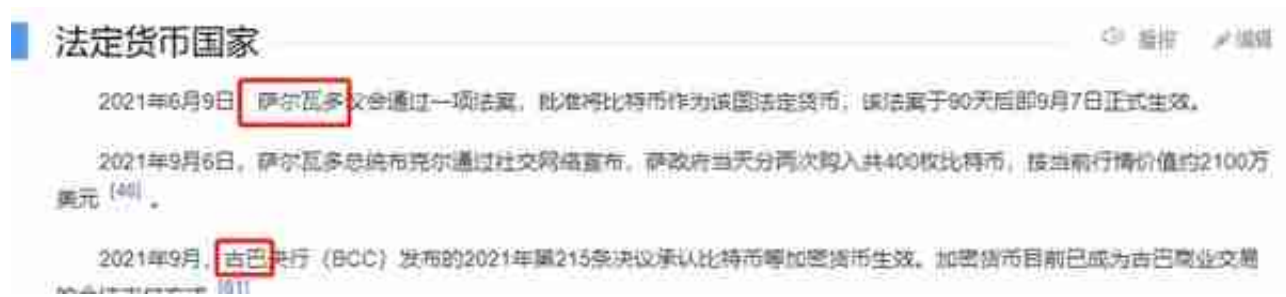 法定货币国家
播报 编辑
2021年6月9日，萨尔瓦多议会通过一项法案，批准将比特币作为该国法定货币，该法案于90天后即9月7日正式生效。
2021年9月6日，萨尔瓦多总统布克尔通过社交网络宣布，萨政府当天分两次购入共400枚比特币，按当前行情价值约2100万
美元 [40] 。
2021年9月，古巴央行（BCC）发布的2021年第215条决议承认比特币等加密货币生效。加密货币目前已成为古巴商业交易